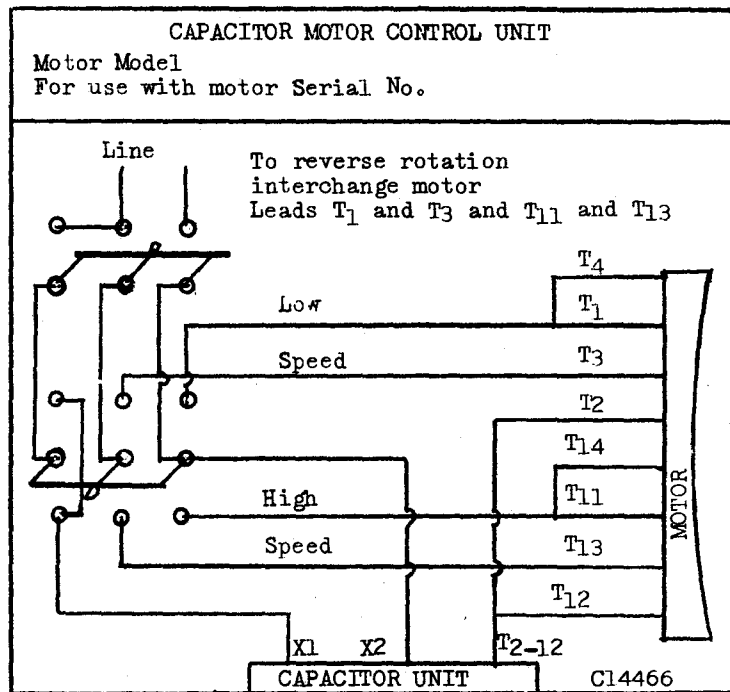 CAPACITOR MOTOR CONTROL UNIT
Motor Model
For use with motor Serial No.
Line
To reverse rotation
interchange motor
Leads T1 and T3 and T11 and T13
T4
Low
T1
Speed
T3
T2
T14
High
T11
Speed
T13
T12
MOTOR
X1
X2
T2-12
CAPACITOR UNIT
C14466